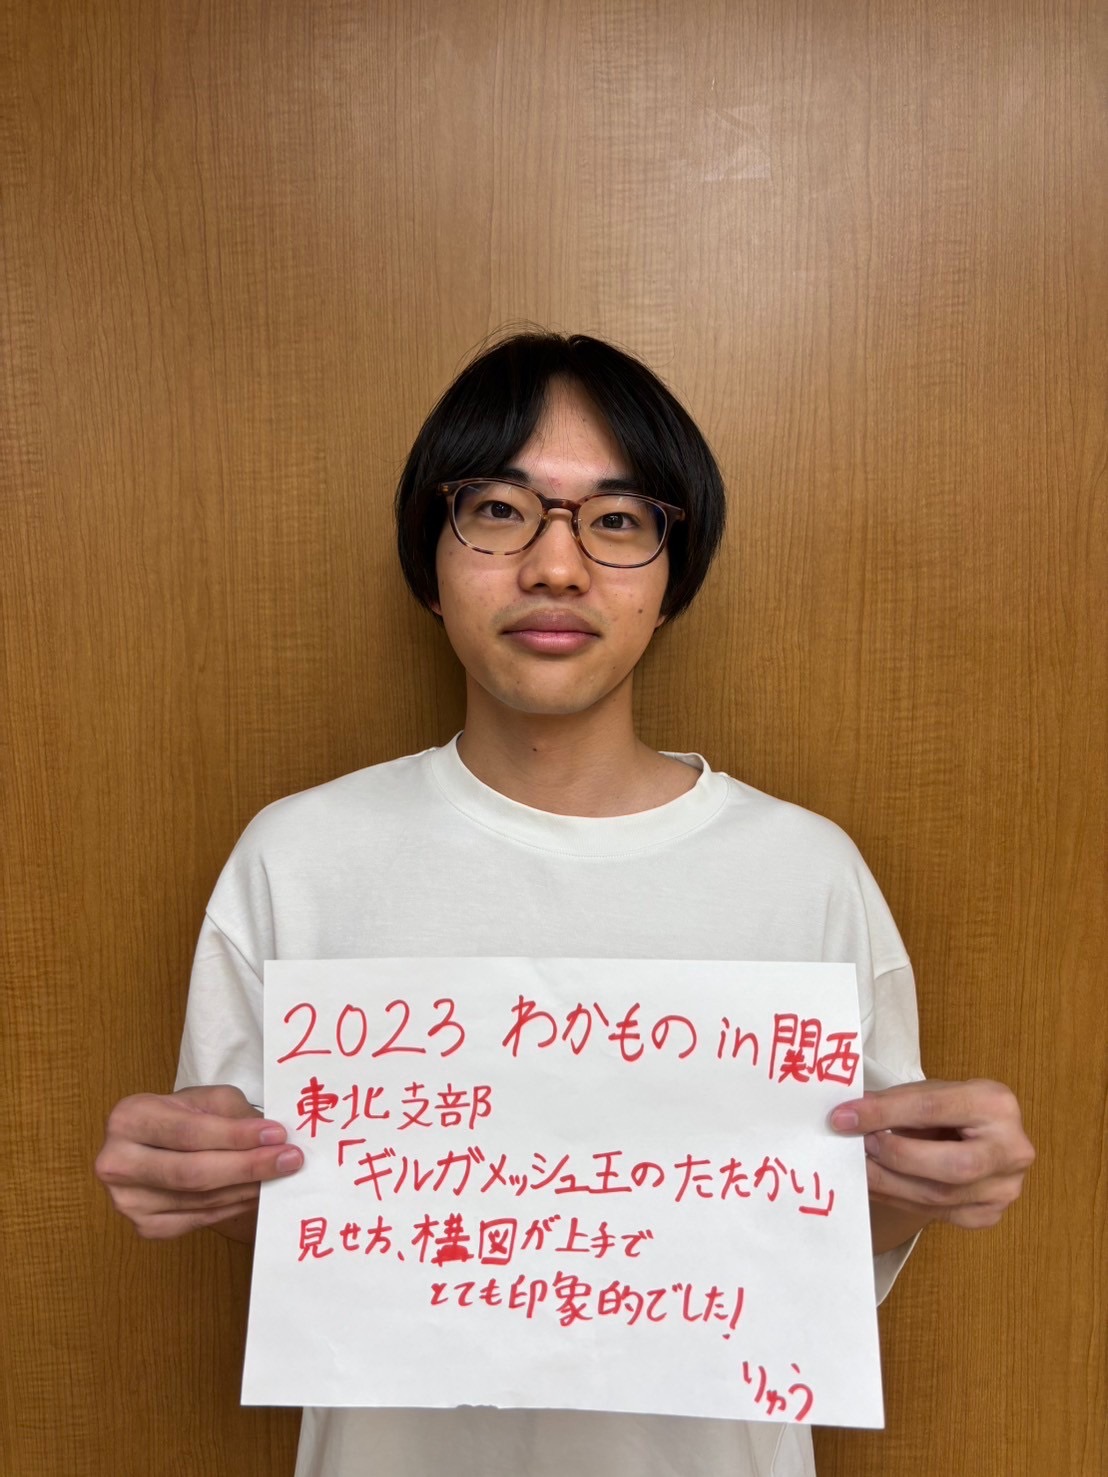 2023 わかもの in 関西
東北支部
「ギルガメッシュ王のたたかい」
見せ方、構図が上手で
とても印象的でした!
りゅう